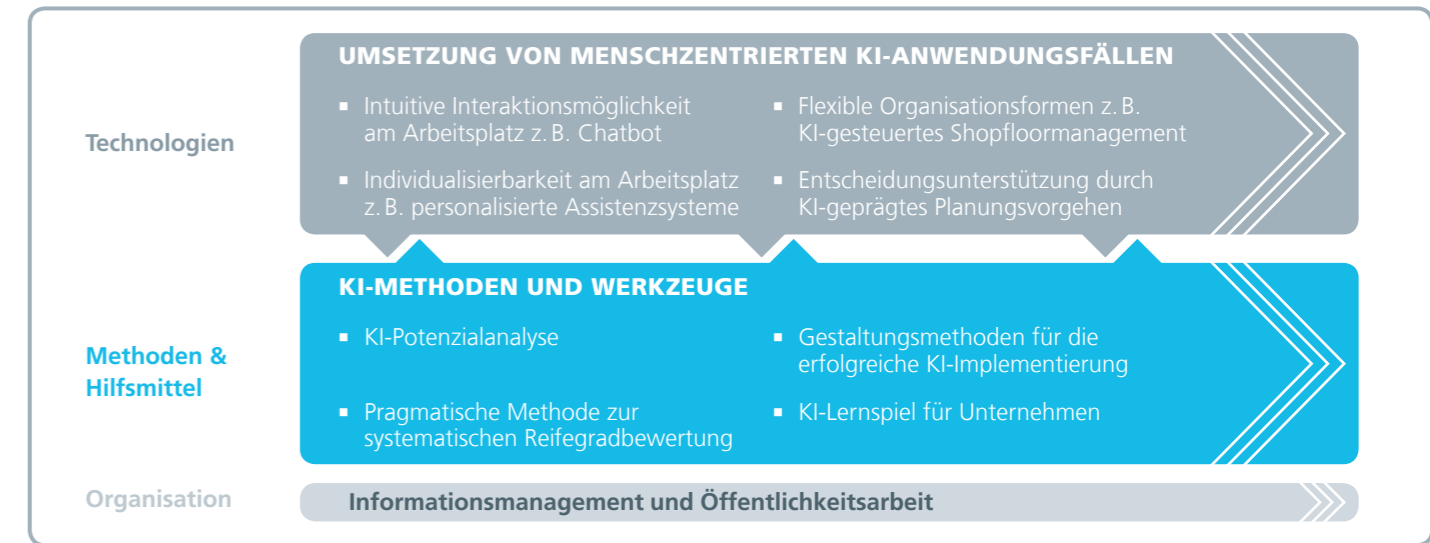 Technologien
UMSETZUNG VON MENSCHZENTRIERTEN KI-ANWENDUNGSFÄLLEN
▪ Intuitive Interaktionsmöglichkeit
am Arbeitsplatz z. B. Chatbot
▪ Individualisierbarkeit am Arbeitsplatz
z. B. personalisierte Assistenzsysteme
▪ Flexible Organisationsformen z. B.
KI-gesteuertes Shopfloormanagement
▪ Entscheidungsunterstützung durch
KI-geprägtes Planungsvorgehen
Methoden &
Hilfsmittel
KI-METHODEN UND WERKZEUGE
▪ KI-Potenzialanalyse
▪ Pragmatische Methode zur
systematischen Reifegradbewertung
▪ Gestaltungsmethoden für die
erfolgreiche KI-Implementierung
▪ KI-Lernspiel für Unternehmen
Organisation
Informationsmanagement und Öffentlichkeitsarbeit